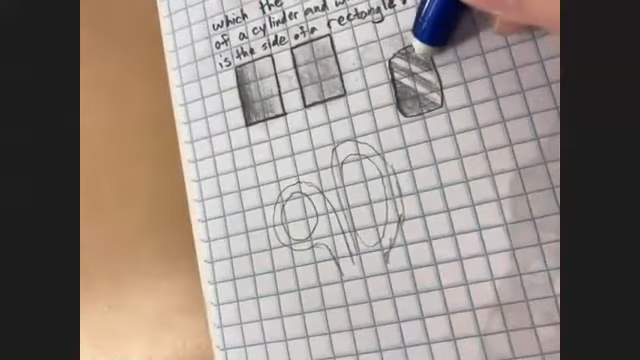 which the
of a cylinder and
is the side of a rectangle